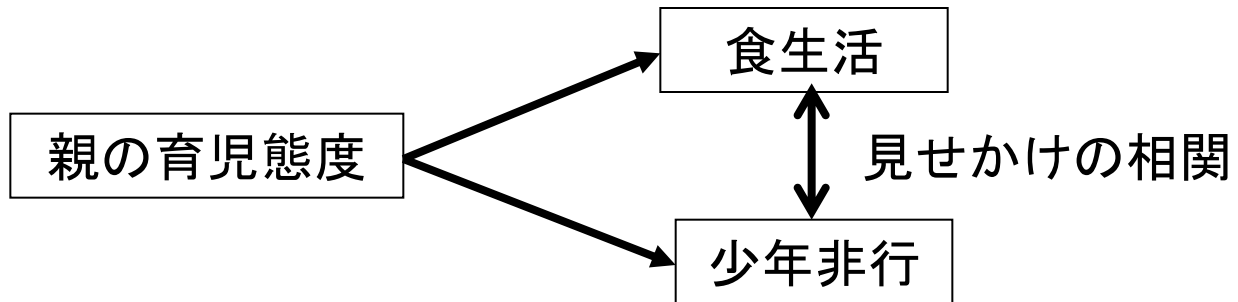 食生活
親の育児態度
見せかけの相関
少年非行